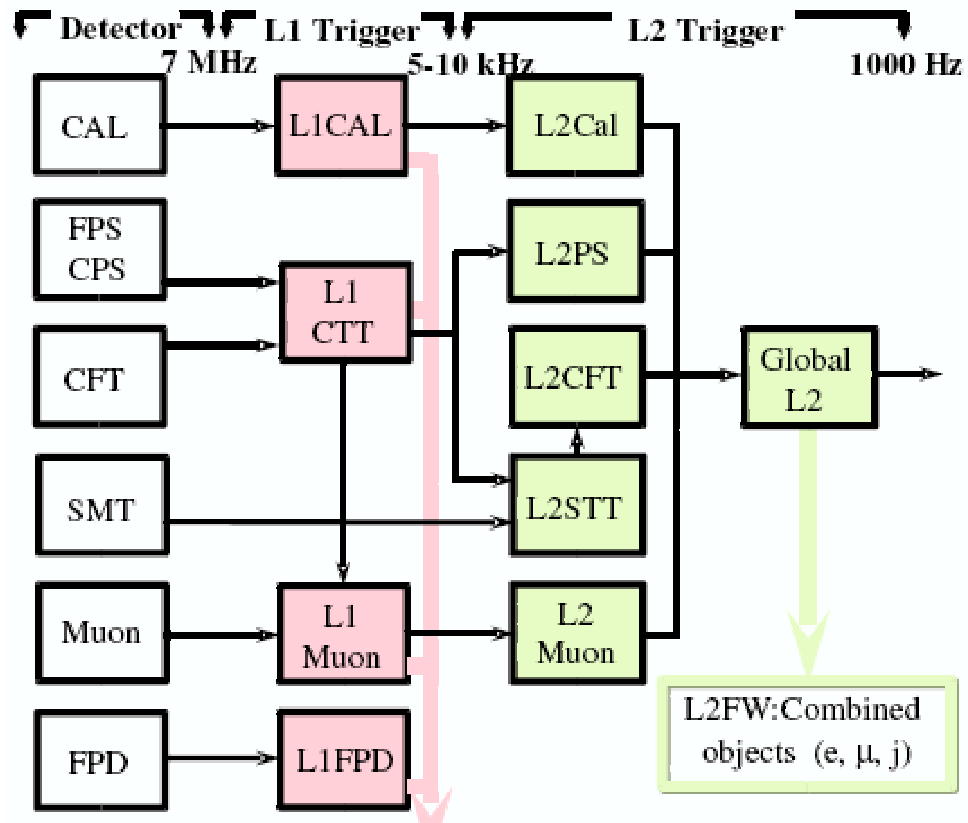 Detector
L1 Trigger
L2 Trigger
7 MHz
5-10 kHz
1000 Hz
CAL
L1CAL
L2Cal
FPS
CPS
L2PS
L1
CTT
CFT
L2CFT
Global
L2
SMT
L2STT
Muon
L1
Muon
L2
Muon
L2FW:Combined
objects (e, μ, j)
FPD
L1FPD